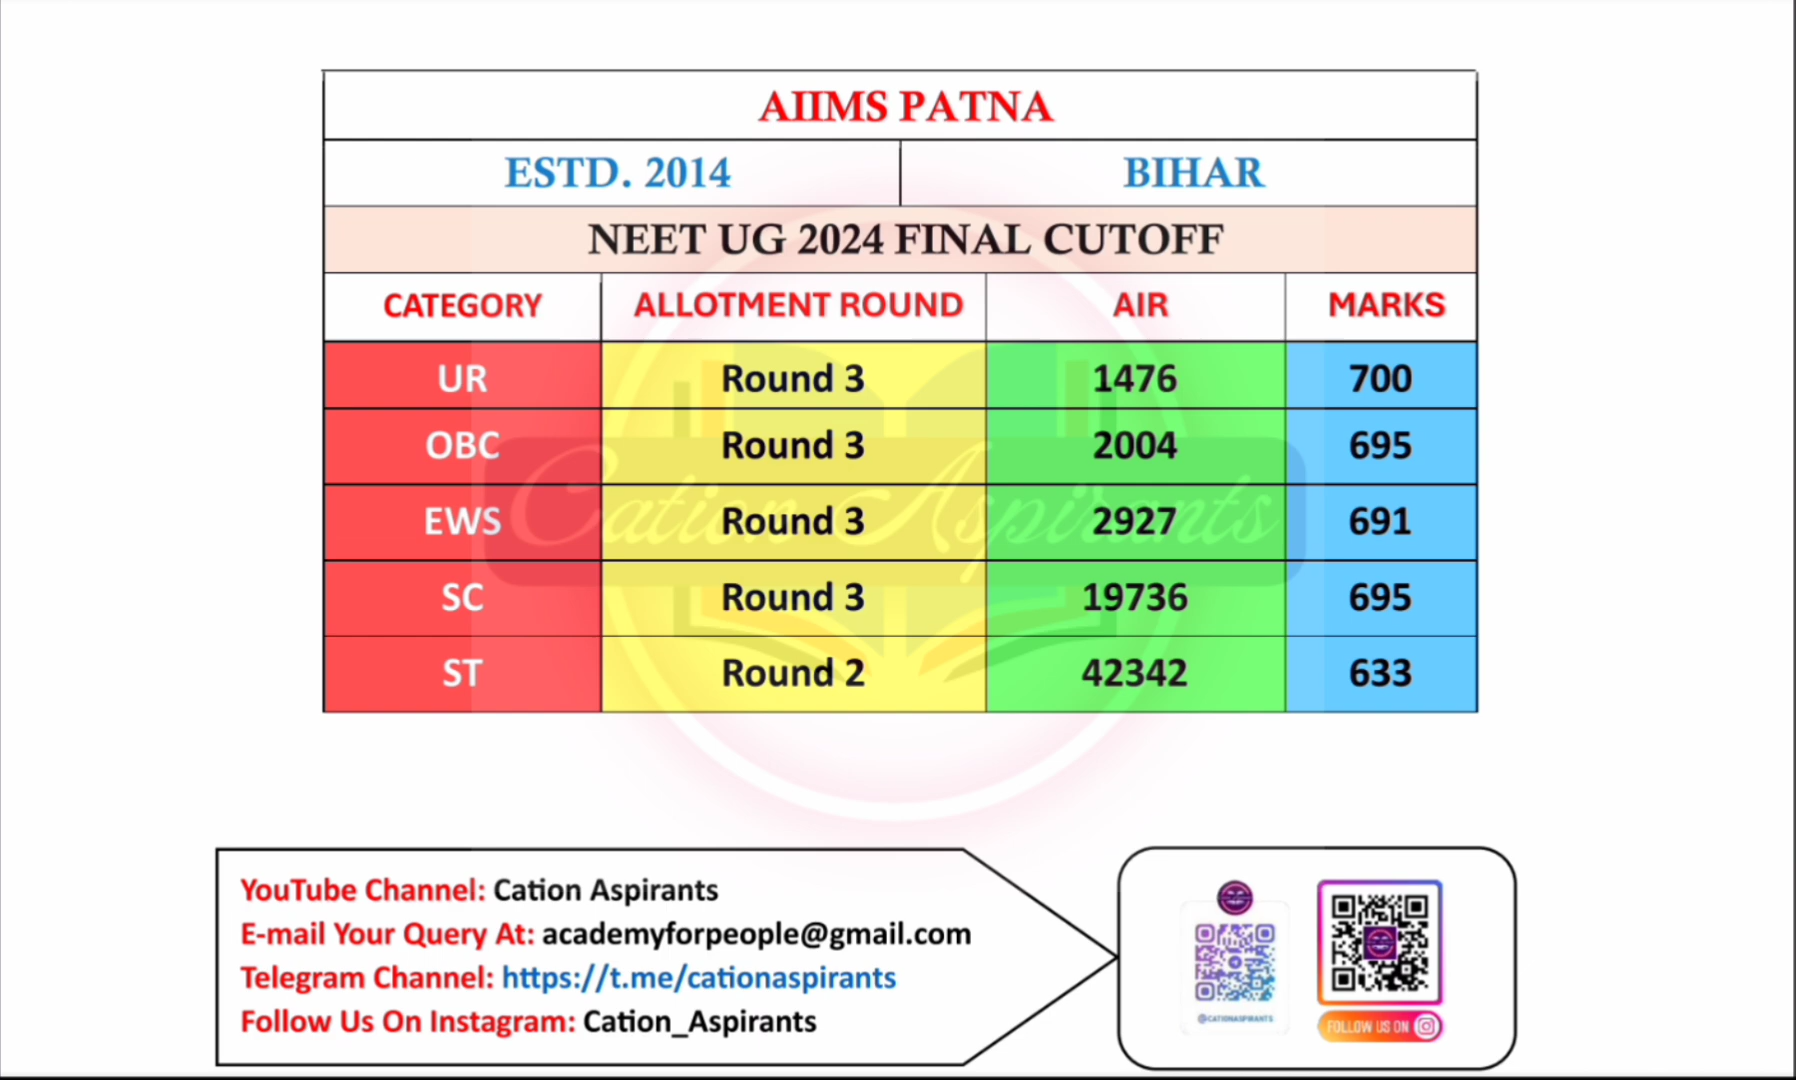 AIIMS PATNA
ESTD. 2014 BIHAR
NEET UG 2024 FINAL CUTOFF
CATEGORY ALLOTMENT ROUND AIR MARKS
UR Round 3 1476 700
OBC Round 3 2004 695
EWS Round 3 2927 691
SC Round 3 19736 695
ST Round 2 42342 633
Cation Aspirants
YouTube Channel: Cation Aspirants
E-mail Your Query At: academyforpeople@gmail.com
Telegram Channel: https://t.me/cationaspirants
Follow Us On Instagram: Cation_Aspirants
@CATIONASPIRANTS
FOLLOW US ON